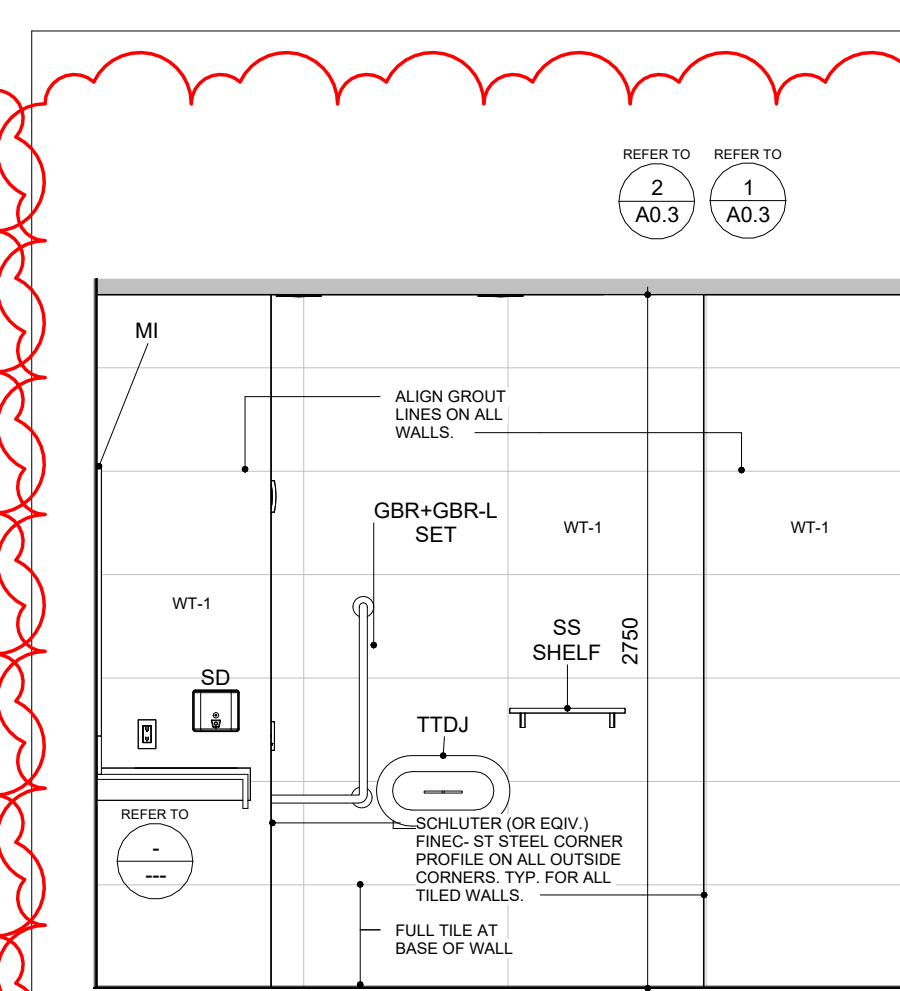 REFER TO
2
A0.3
REFER TO
1
A0.3
MI
ALIGN GROUT
LINES ON ALL
WALLS.
GBR+GBR-L
SET
WT-1
WT-1
WT-1
SS
SHELF
2750
SD
TTDJ
REFER TO
-
---
SCHLUTER (OR EQIV.)
FINEC- ST STEEL CORNER
PROFILE ON ALL OUTSIDE
CORNERS. TYP. FOR ALL
TILED WALLS.
FULL TILE AT
BASE OF WALL